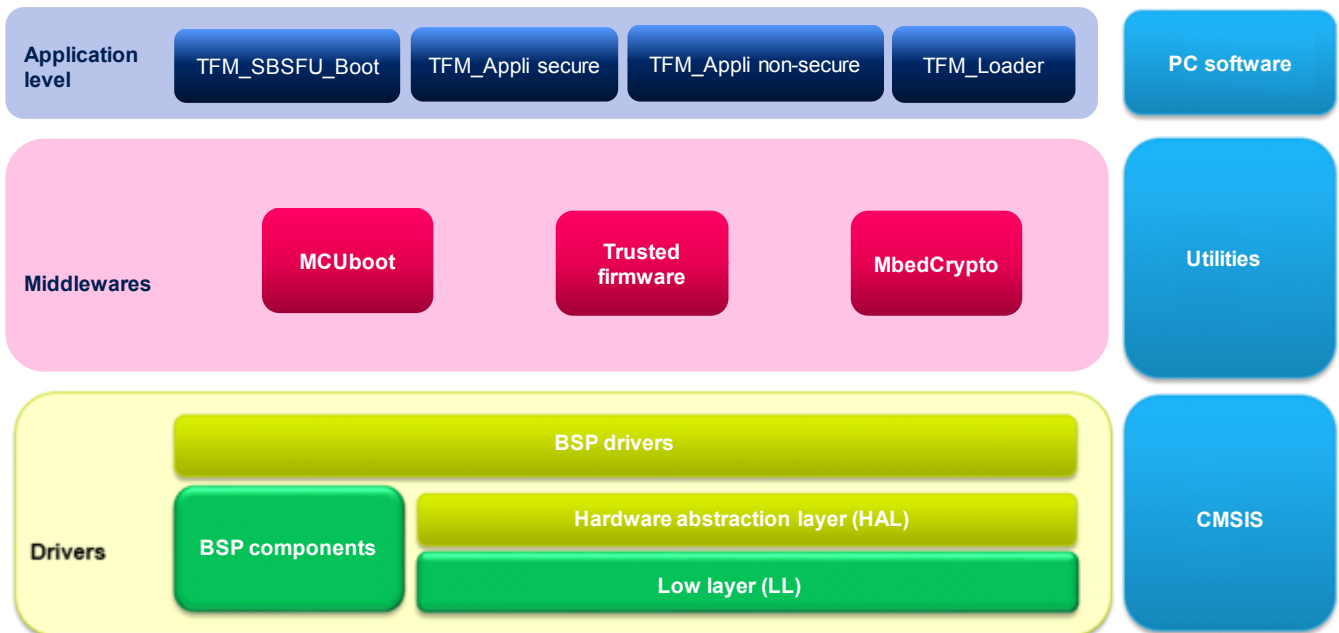 Application
level
TFM_SBSFU_Boot
TFM_Appli secure
TFM_Appli non-secure
TFM_Loader
PC software
Middlewares
MCUboot
Trusted
firmware
MbedCrypto
Utilities
Drivers
BSP drivers
BSP components
Hardware abstraction layer (HAL)
Low layer (LL)
CMSIS